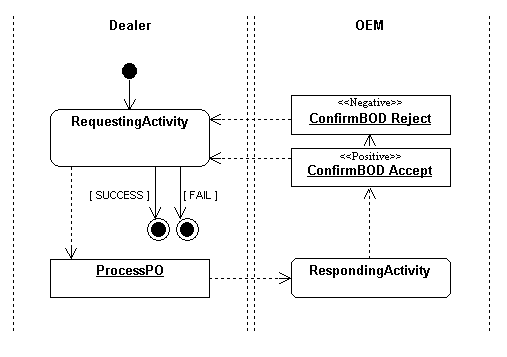 Dealer
OEM
RequestingActivity
<<Negative>>
ConfirmBOD Reject
<<Positive>>
ConfirmBOD Accept
[ SUCCESS ]
[ FAIL ]
ProcessPO
RespondingActivity